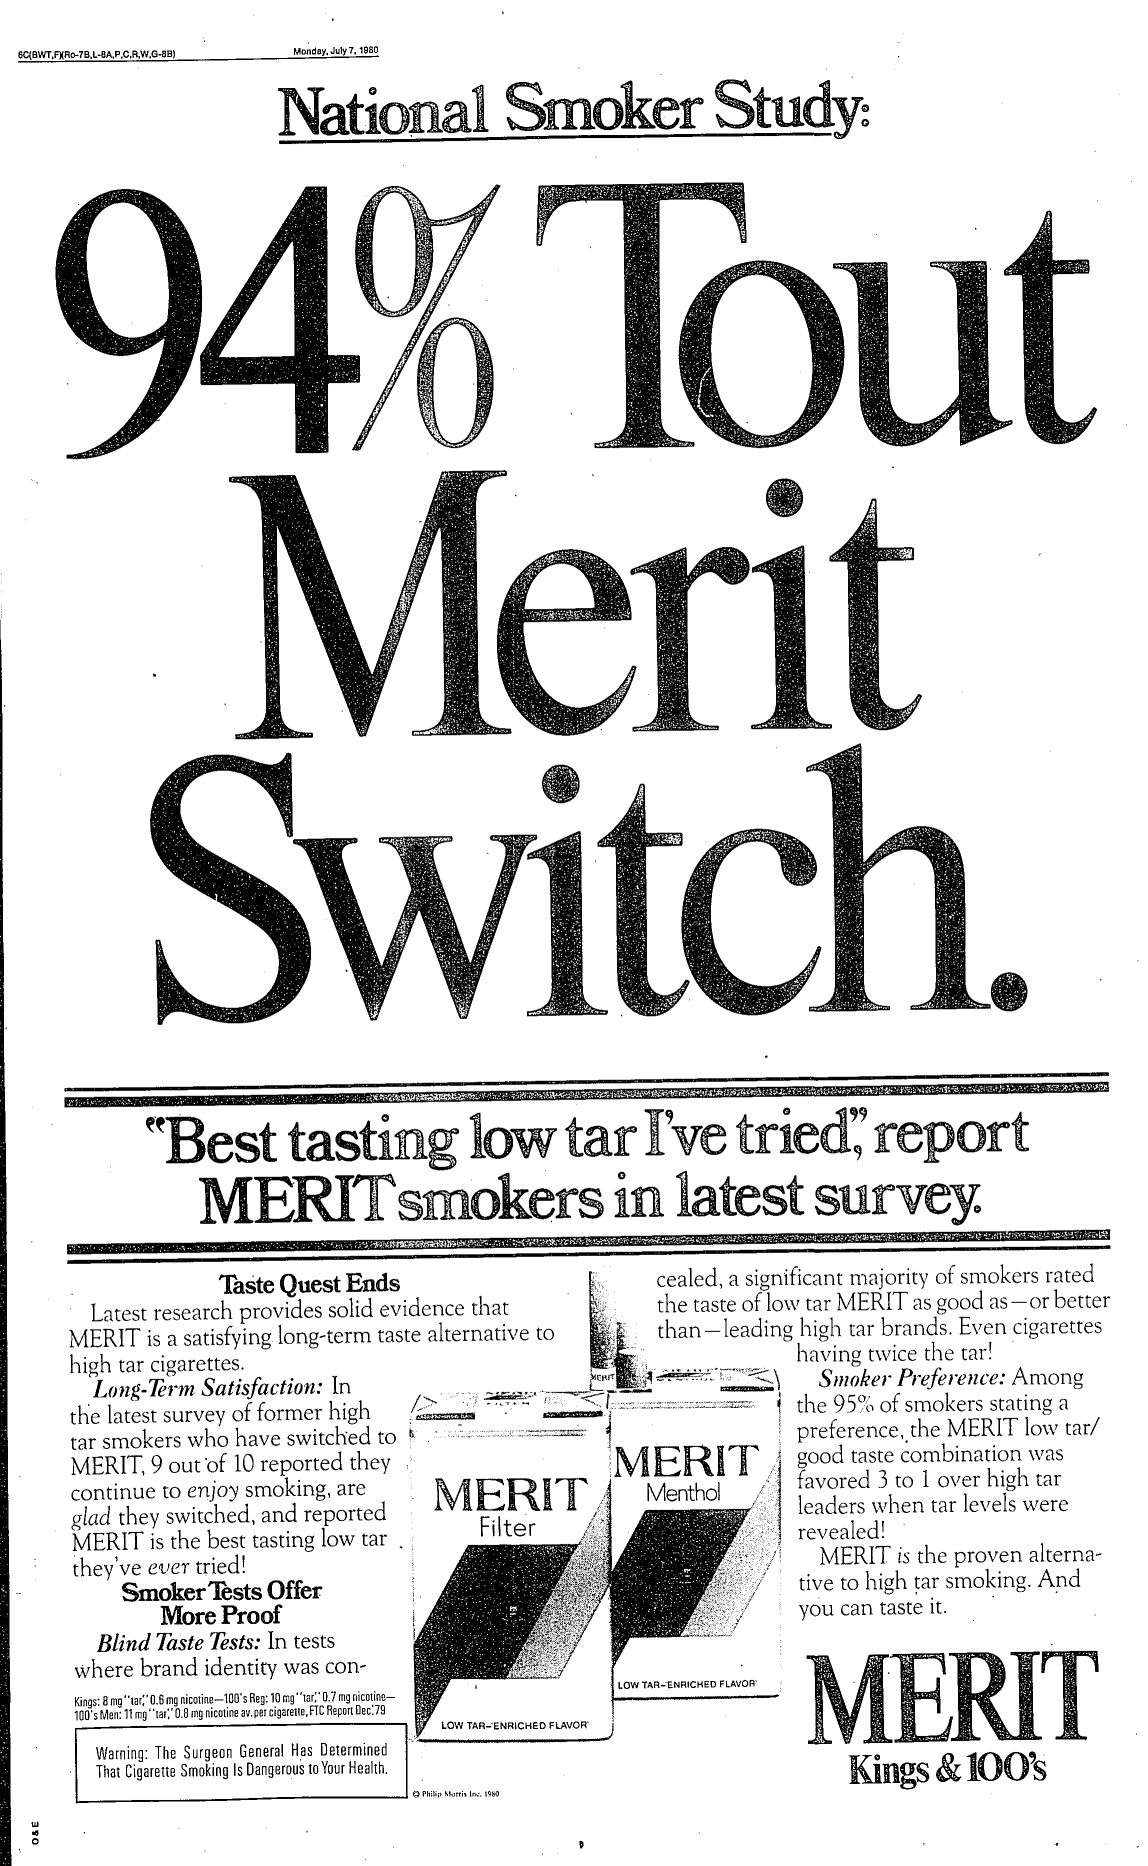 6C(BWT,F)(Ro-7B,L-8A,P,C,R,W,G-8B)
Monday, July 7, 1980
National Smoker Study:
94% Tout
Merit
Switch.
“Best tasting low tar I’ve tried,” report
MERIT smokers in latest survey.
Taste Quest Ends
Latest research provides solid evidence that
MERIT is a satisfying long-term taste alternative to
high tar cigarettes.
Long-Term Satisfaction: In
the latest survey of former high
tar smokers who have switched to
MERIT, 9 out of 10 reported they
continue to enjoy smoking, are
glad they switched, and reported
MERIT is the best tasting low tar
they’ve ever tried!
Smoker Tests Offer
More Proof
Blind Taste Tests: In tests
where brand identity was con-
cealed, a significant majority of smokers rated
the taste of low tar MERIT as good as—or better
than—leading high tar brands. Even cigarettes
having twice the tar!
Smoker Preference: Among
the 95% of smokers stating a
preference, the MERIT low tar/
good taste combination was
favored 3 to 1 over high tar
leaders when tar levels were
revealed!
MERIT is the proven alterna-
tive to high tar smoking. And
you can taste it.
Kings: 8 mg “tar,” 0.6 mg nicotine—100’s Reg: 10 mg “tar,” 0.7 mg nicotine—
100’s Men: 11 mg “tar,” 0.8 mg nicotine av. per cigarette, FTC Report Dec.’79
Warning: The Surgeon General Has Determined
That Cigarette Smoking Is Dangerous to Your Health.
MERIT
FILTER
MERIT
Filter
LOW TAR–‘ENRICHED FLAVOR’
MERIT
Menthol
LOW TAR–‘ENRICHED FLAVOR’
© Philip Morris Inc. 1980
MERIT
Kings & 100’s
O&E